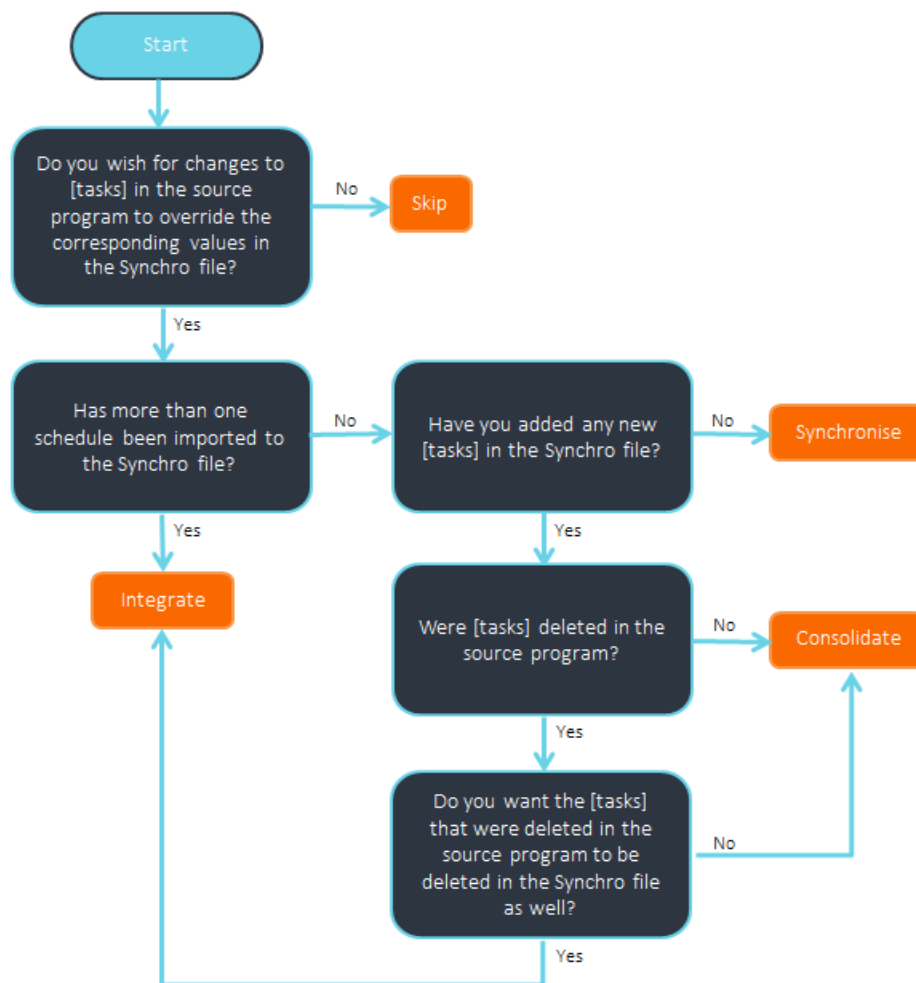 Start
Do you wish for changes to
[tasks] in the source
program to override the
corresponding values in
the Synchro file?
No
Skip
Yes
Has more than one
schedule been imported to
the Synchro file?
No
Have you added any new
[tasks] in the Synchro file?
No
Synchronise
Yes
Yes
Integrate
Were [tasks] deleted in the
source program?
No
Consolidate
Yes
Do you want the [tasks]
that were deleted in the
source program to be
deleted in the Synchro file
as well?
No
Yes